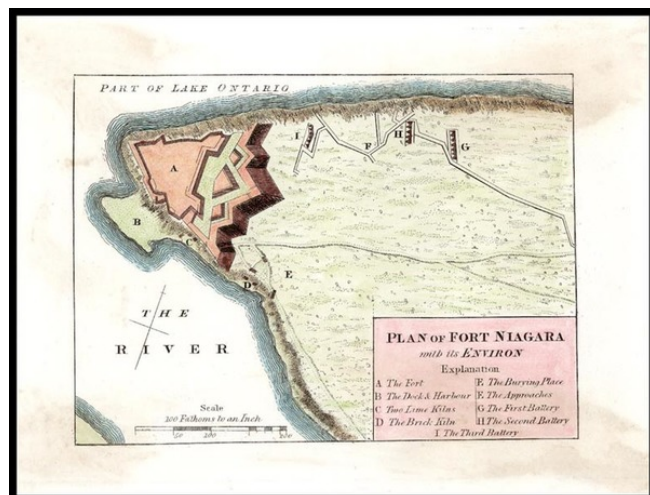 PART OF LAKE ONTARIO
I
H
F
G
A
B
C
E
D
THE
RIVER
PLAN OF FORT NIAGARA
with its ENVIRON
Explanation
A The Fort E The Burying Place
B The Dock & Harbour F The Approaches
C Two Lime Kilns G The First Battery
D The Brick Kiln H The Second Battery
I The Third Battery
Scale
100 Fathoms to an Inch
50 200